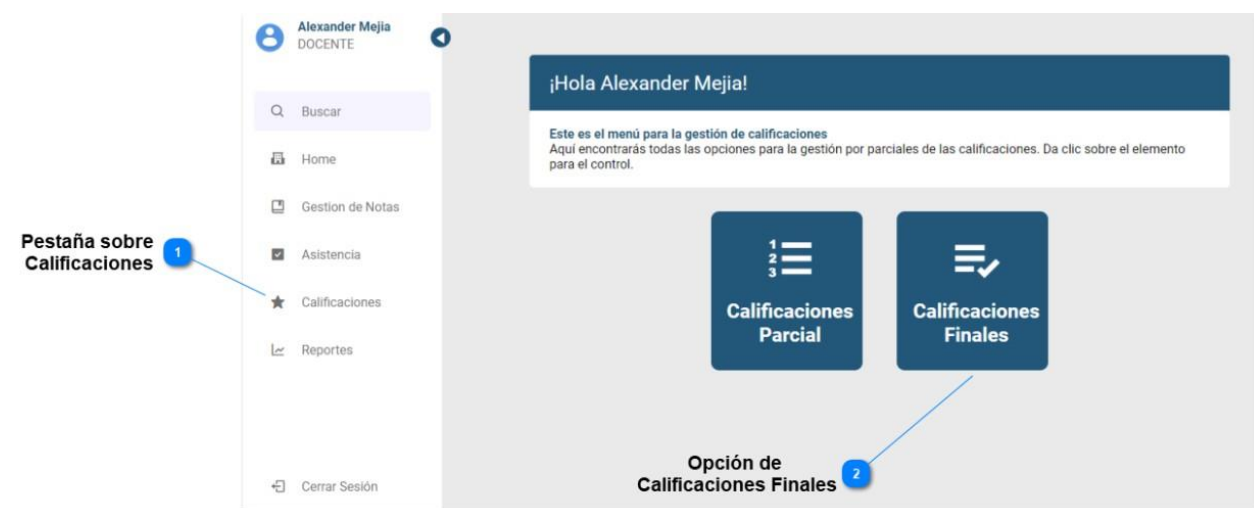 Alexander Mejia
DOCENTE
Buscar
Home
Gestion de Notas
Asistencia
Calificaciones
Reportes
Cerrar Sesión
Pestaña sobre
Calificaciones
1
¡Hola Alexander Mejia!
Este es el menú para la gestión de calificaciones
Aquí encontrarás todas las opciones para la gestión por parciales de las calificaciones. Da clic sobre el elemento
para el control.
1
2
3
Calificaciones
Parcial
Calificaciones
Finales
Opción de
Calificaciones Finales
2